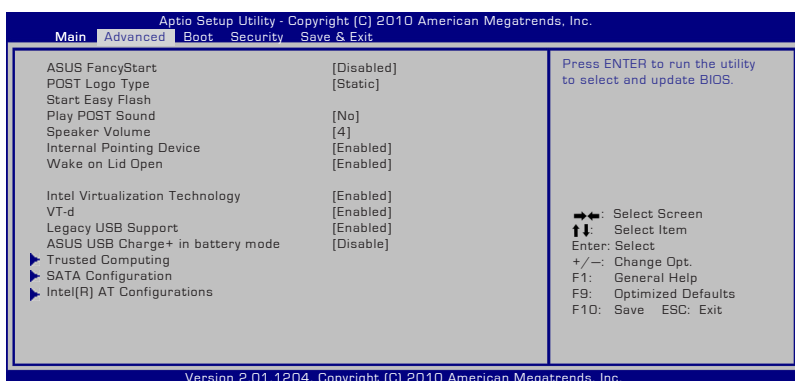 Aptio Setup Utility - Copyright (C) 2010 American Megatrends, Inc.
Main Advanced Boot Security Save & Exit
ASUS FancyStart [Disabled]
POST Logo Type [Static]
Start Easy Flash
Play POST Sound [No]
Speaker Volume [4]
Internal Pointing Device [Enabled]
Wake on Lid Open [Enabled]
Intel Virtualization Technology [Enabled]
VT-d [Enabled]
Legacy USB Support [Enabled]
ASUS USB Charge+ in battery mode [Disable]
Trusted Computing
SATA Configuration
Intel(R) AT Configurations
Press ENTER to run the utility
to select and update BIOS.
→←: Select Screen
↑↓: Select Item
Enter: Select
+/—: Change Opt.
F1: General Help
F9: Optimized Defaults
F10: Save ESC: Exit
Version 2.01.1204. Copyright (C) 2010 American Megatrends, Inc.